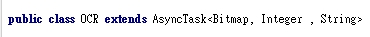 public class OCR extends AsyncTask<Bitmap, Integer , String>